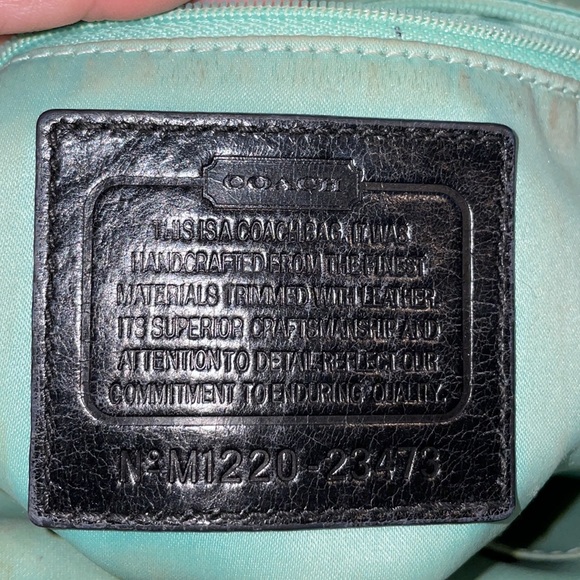 COACH
THIS IS A COACH BAG. IT WAS
HANDCRAFTED FROM THE FINEST
MATERIALS TRIMMED WITH LEATHER.
ITS SUPERIOR CRAFTSMANSHIP AND
ATTENTION TO DETAIL REFLECT OUR
COMMITMENT TO ENDURING QUALITY.
Nº M1220-23473